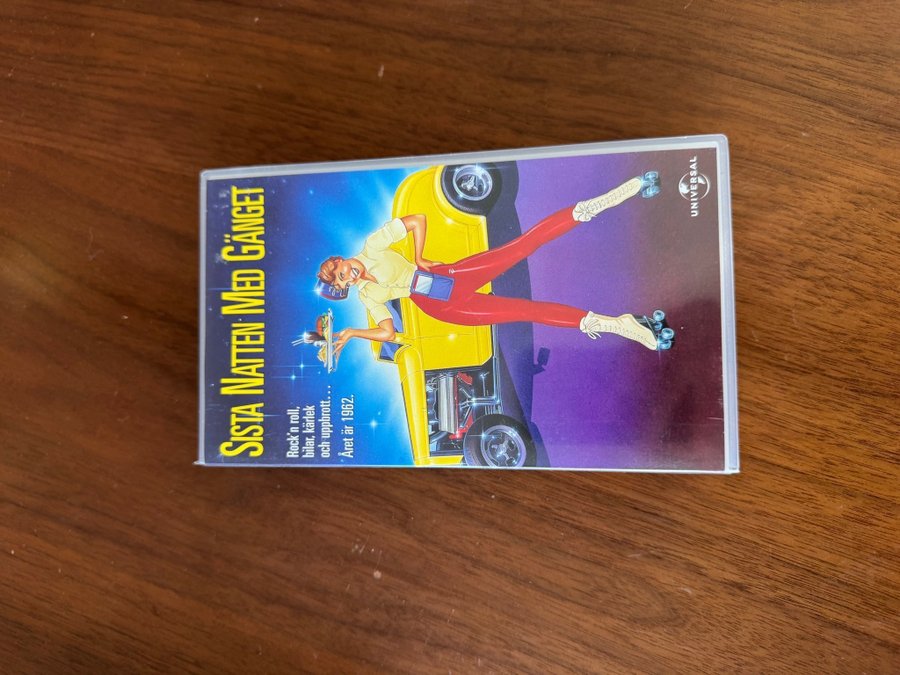 SISTA NATTEN MED GÄNGET
Rock'n roll,
bilar, kärlek
och uppbrott...
Året är 1962.
UNIVERSAL